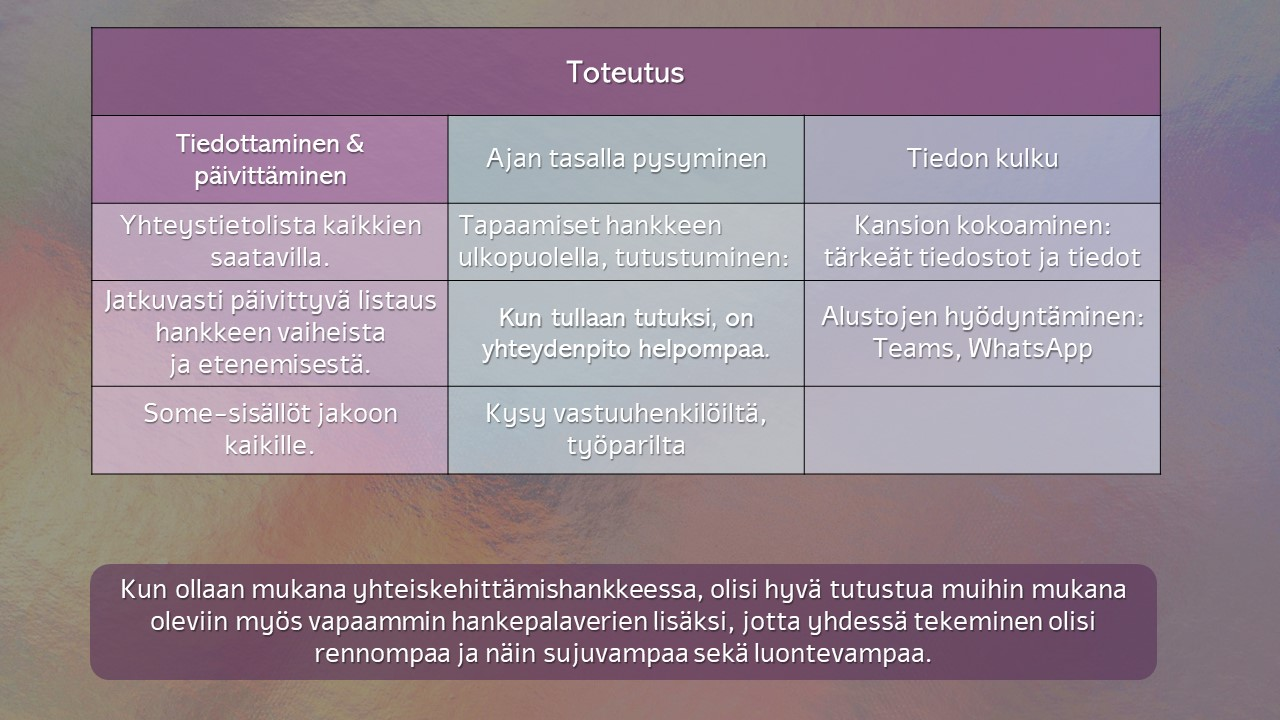 Toteutus
Tiedottaminen &
päivittäminen
Ajan tasalla pysyminen
Tiedon kulku
Yhteystietolista kaikkien
saatavilla.
Tapaamiset hankkeen
ulkopuolella, tutustuminen:
Kansion kokoaminen:
tärkeät tiedostot ja tiedot
Jatkuvasti päivittyvä listaus
hankkeen vaiheista
ja etenemisestä.
Kun tullaan tutuksi, on
yhteydenpito helpompaa.
Alustojen hyödyntäminen:
Teams, WhatsApp
Some-sisällöt jakoon
kaikille.
Kysy vastuuhenkilöiltä,
työparilta
Kun ollaan mukana yhteiskehittämishankkeessa, olisi hyvä tutustua muihin mukana
oleviin myös vapaammin hankepalaverien lisäksi, jotta yhdessä tekeminen olisi
rennompaa ja näin sujuvampaa sekä luontevampaa.